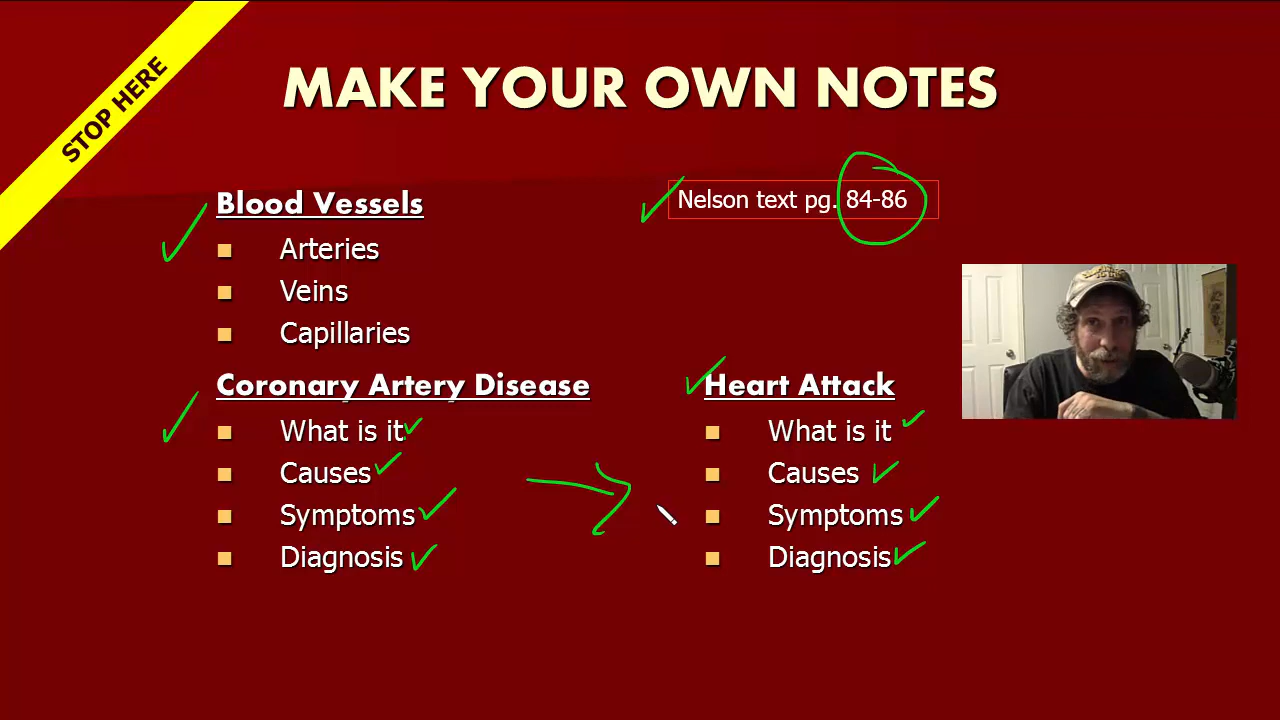 STOP HERE
MAKE YOUR OWN NOTES
Blood Vessels
Arteries
Veins
Capillaries
Nelson text pg. 84-86
Coronary Artery Disease
What is it
Causes
Symptoms
Diagnosis
Heart Attack
What is it
Causes
Symptoms
Diagnosis